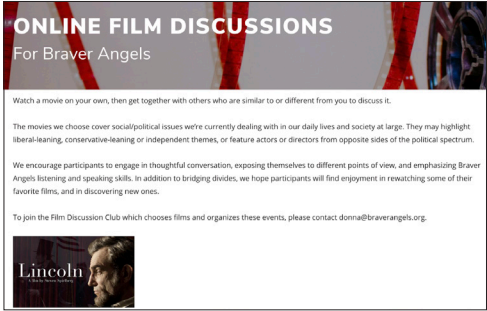 ONLINE FILM DISCUSSIONS
For Braver Angels
Watch a movie on your own, then get together with others who are similar to or different from you to discuss it.
The movies we choose cover social/political issues we're currently dealing with in our daily lives and society at large. They may highlight
liberal-leaning, conservative-leaning or independent themes, or feature actors or directors from opposite sides of the political spectrum.
We encourage participants to engage in thoughtful conversation, exposing themselves to different points of view, and emphasizing Braver
Angels listening and speaking skills. In addition to bridging divides, we hope participants will find enjoyment in rewatching some of their
favorite films, and in discovering new ones.
To join the Film Discussion Club which chooses films and organizes these events, please contact donna@braverangels.org.
Lincoln
A film by Steven Spielberg